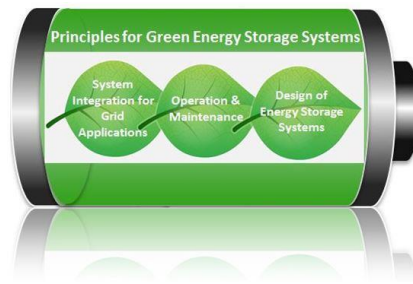 Principles for Green Energy Storage Systems
System
Integration for
Grid
Applications
Operation &
Maintenance
Design of
Energy Storage
Systems